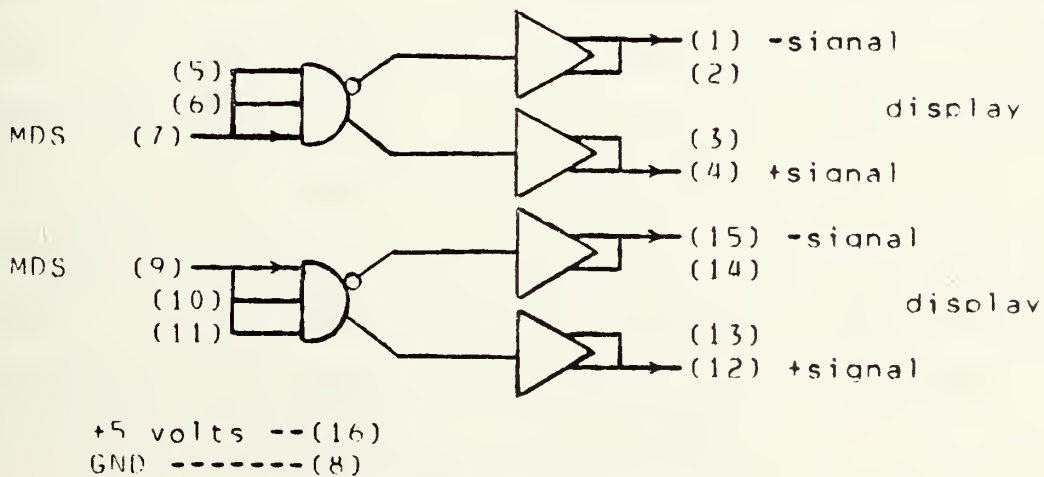 (1) -signal
(5) (2)
(6) display
MDS (7) (3)
(4) +signal
(15) -signal
MDS (9) (14)
(10) display
(11) (13)
(12) +signal
+5 volts --(16)
GND -------(8)